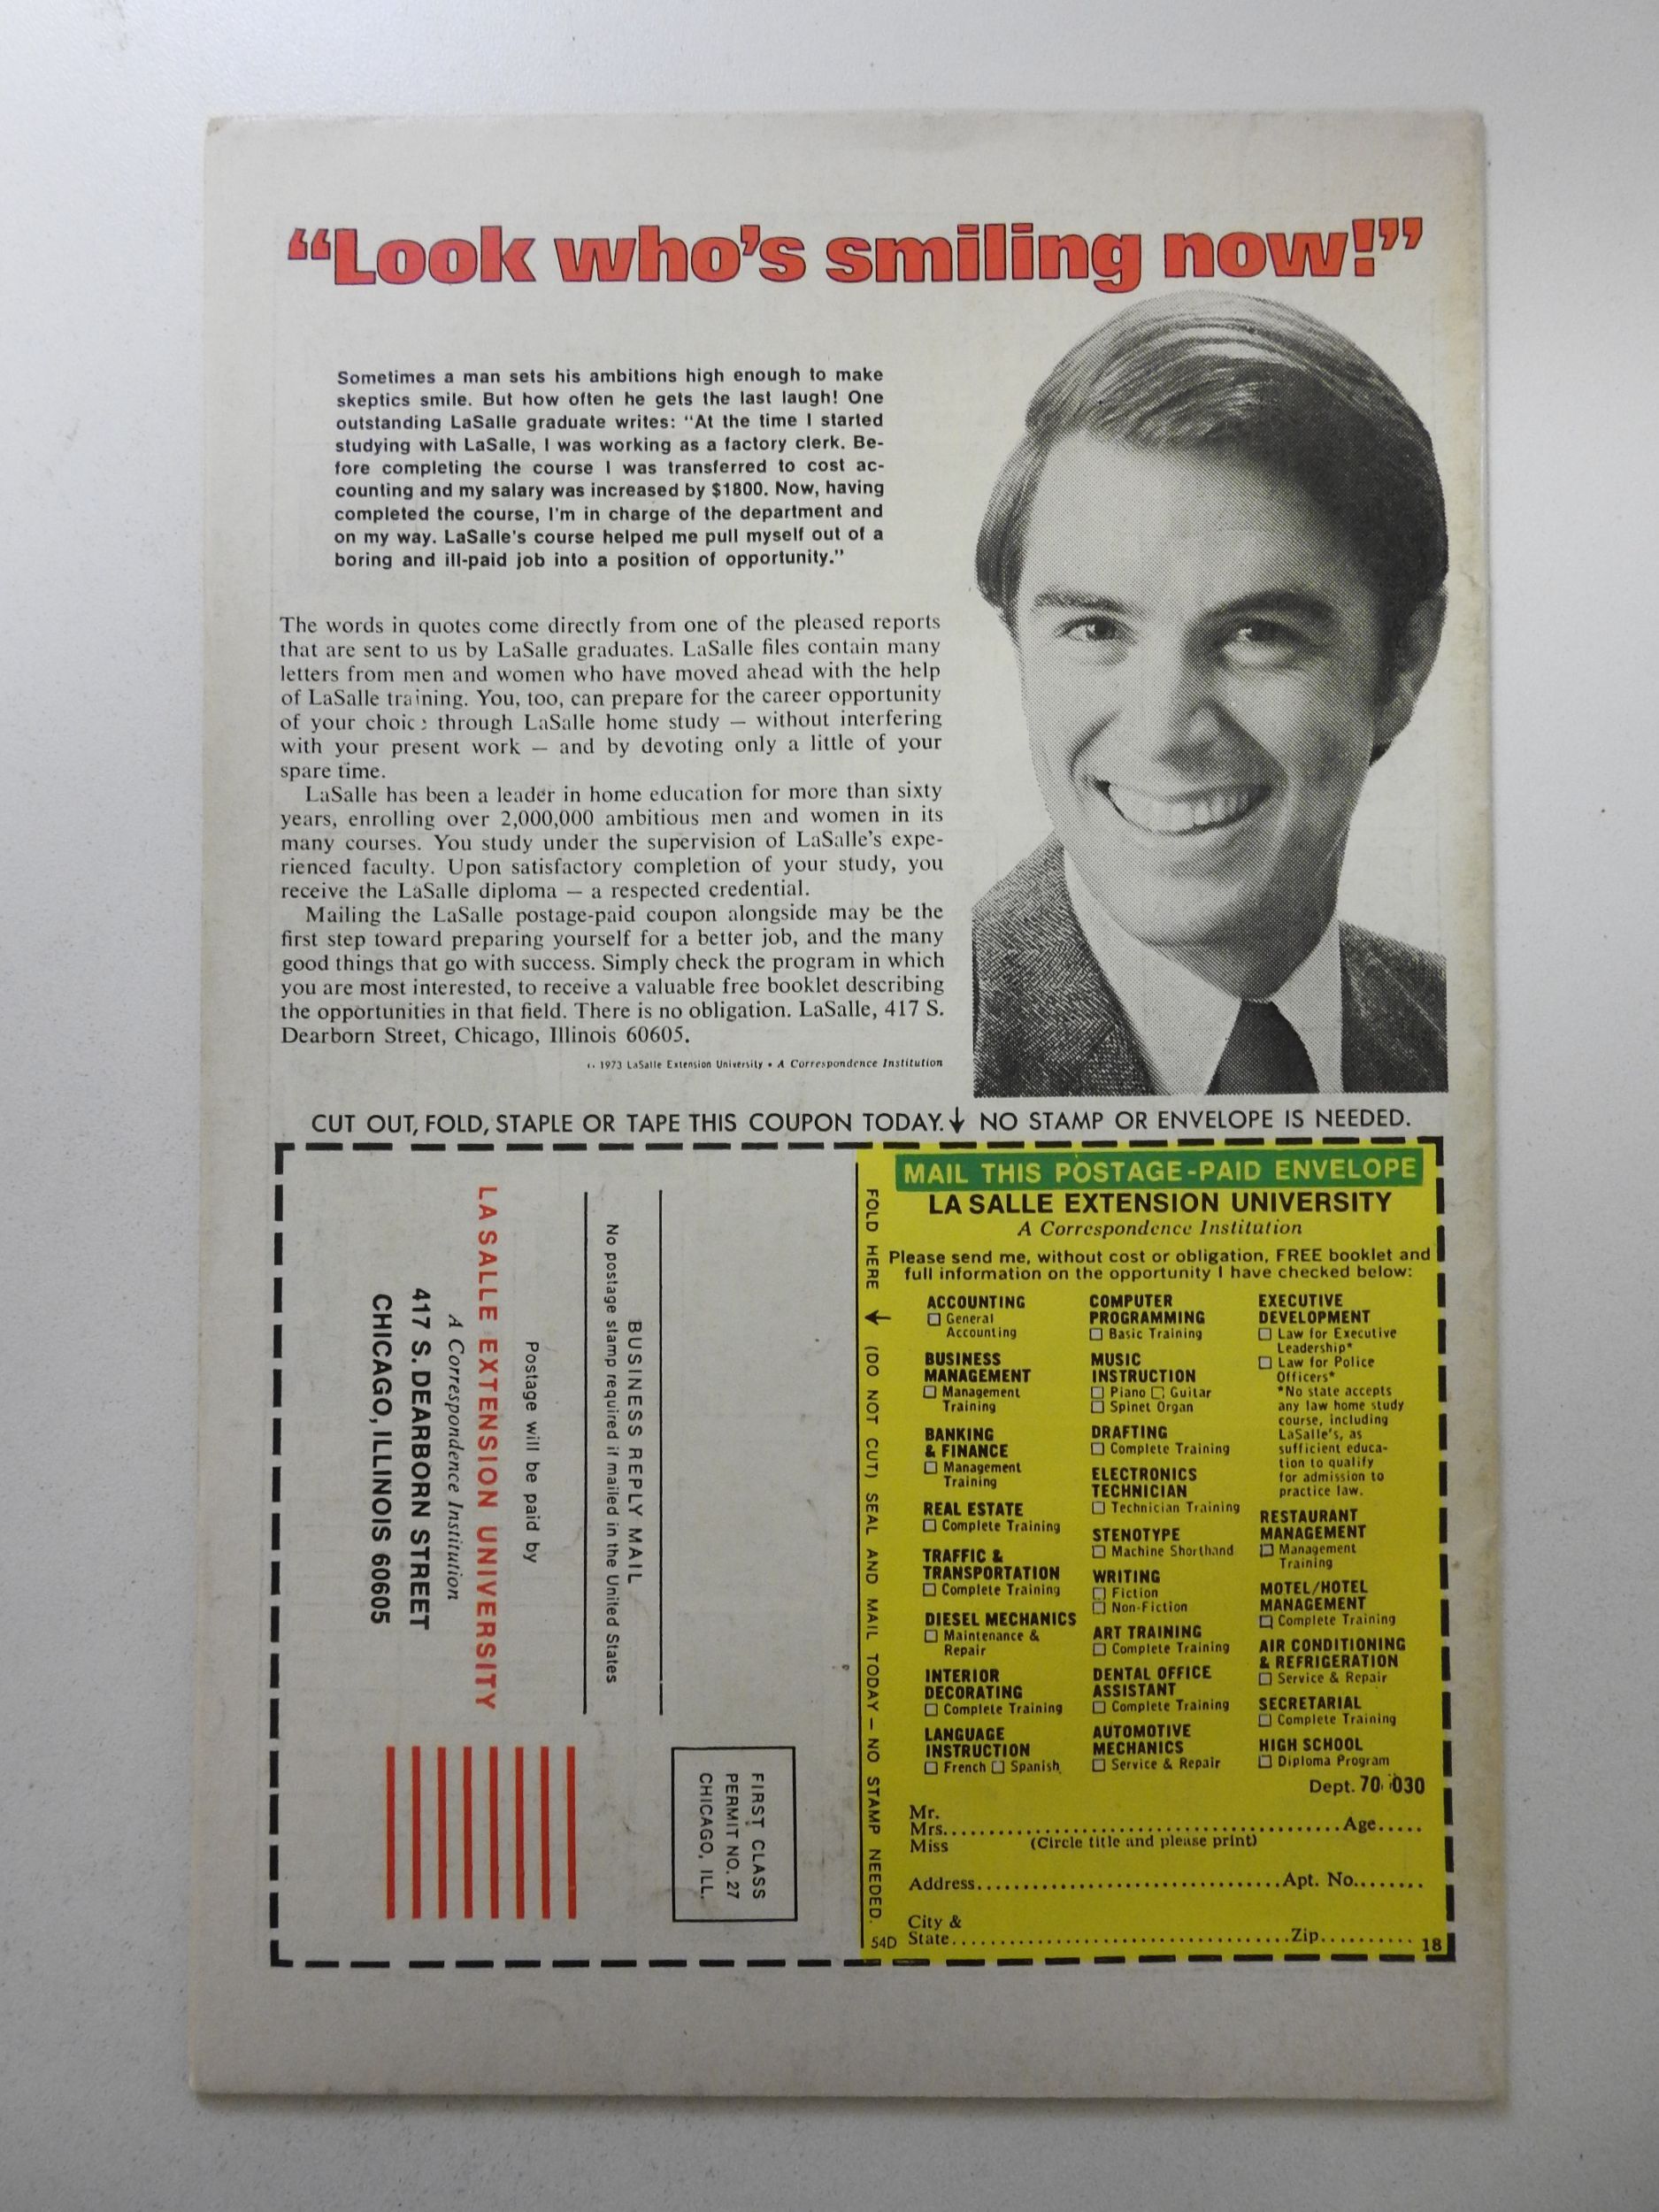 “Look who’s smiling now!”
Sometimes a man sets his ambitions high enough to make
skeptics smile. But how often he gets the last laugh! One
outstanding LaSalle graduate writes: “At the time I started
studying with LaSalle, I was working as a factory clerk. Be-
fore completing the course I was transferred to cost ac-
counting and my salary was increased by $1800. Now, having
completed the course, I’m in charge of the department and
on my way. LaSalle’s course helped me pull myself out of a
boring and ill-paid job into a position of opportunity.”
The words in quotes come directly from one of the pleased reports
that are sent to us by LaSalle graduates. LaSalle files contain many
letters from men and women who have moved ahead with the help
of LaSalle training. You, too, can prepare for the career opportunity
of your choice through LaSalle home study — without interfering
with your present work — and by devoting only a little of your
spare time.
LaSalle has been a leader in home education for more than sixty
years, enrolling over 2,000,000 ambitious men and women in its
many courses. You study under the supervision of LaSalle’s expe-
rienced faculty. Upon satisfactory completion of your study, you
receive the LaSalle diploma — a respected credential.
Mailing the LaSalle postage-paid coupon alongside may be the
first step toward preparing yourself for a better job, and the many
good things that go with success. Simply check the program in which
you are most interested, to receive a valuable free booklet describing
the opportunities in that field. There is no obligation. LaSalle, 417 S.
Dearborn Street, Chicago, Illinois 60605.
1973 LaSalle Extension University • A Correspondence Institution
CUT OUT, FOLD, STAPLE OR TAPE THIS COUPON TODAY.↓ NO STAMP OR ENVELOPE IS NEEDED.
FIRST CLASS
PERMIT NO. 27
CHICAGO, ILL.
BUSINESS REPLY MAIL
No postage stamp required if mailed in the United States
Postage will be paid by
LA SALLE EXTENSION UNIVERSITY
A Correspondence Institution
417 S. DEARBORN STREET
CHICAGO, ILLINOIS 60605
FOLD HERE ↓ (DO NOT CUT) SEAL AND MAIL TODAY — NO STAMP NEEDED.
MAIL THIS POSTAGE-PAID ENVELOPE
LA SALLE EXTENSION UNIVERSITY
A Correspondence Institution
Please send me, without cost or obligation, FREE booklet and
full information on the opportunity I have checked below:
ACCOUNTING
☐ General
Accounting
BUSINESS
MANAGEMENT
☐ Management
Training
BANKING
& FINANCE
☐ Management
Training
REAL ESTATE
☐ Complete Training
TRAFFIC &
TRANSPORTATION
☐ Complete Training
DIESEL MECHANICS
☐ Maintenance &
Repair
INTERIOR
DECORATING
☐ Complete Training
LANGUAGE
INSTRUCTION
☐ French ☐ Spanish
COMPUTER
PROGRAMMING
☐ Basic Training
MUSIC
INSTRUCTION
☐ Piano ☐ Guitar
☐ Spinet Organ
DRAFTING
☐ Complete Training
ELECTRONICS
TECHNICIAN
☐ Technician Training
STENOTYPE
☐ Machine Shorthand
WRITING
☐ Fiction
☐ Non-Fiction
ART TRAINING
☐ Complete Training
DENTAL OFFICE
ASSISTANT
☐ Complete Training
AUTOMOTIVE
MECHANICS
☐ Service & Repair
EXECUTIVE
DEVELOPMENT
☐ Law for Executive
Leadership*
☐ Law for Police
Officers*
*No state accepts
any law home study
course, including
LaSalle’s, as
sufficient educa-
tion to qualify
for admission to
practice law.
RESTAURANT
MANAGEMENT
☐ Management
Training
MOTEL/HOTEL
MANAGEMENT
☐ Complete Training
AIR CONDITIONING
& REFRIGERATION
☐ Service & Repair
SECRETARIAL
☐ Complete Training
HIGH SCHOOL
☐ Diploma Program
Dept. 70-030
Mr.
Mrs. Age
Miss (Circle title and please print)
Address Apt. No.
City &
State Zip
54D
18